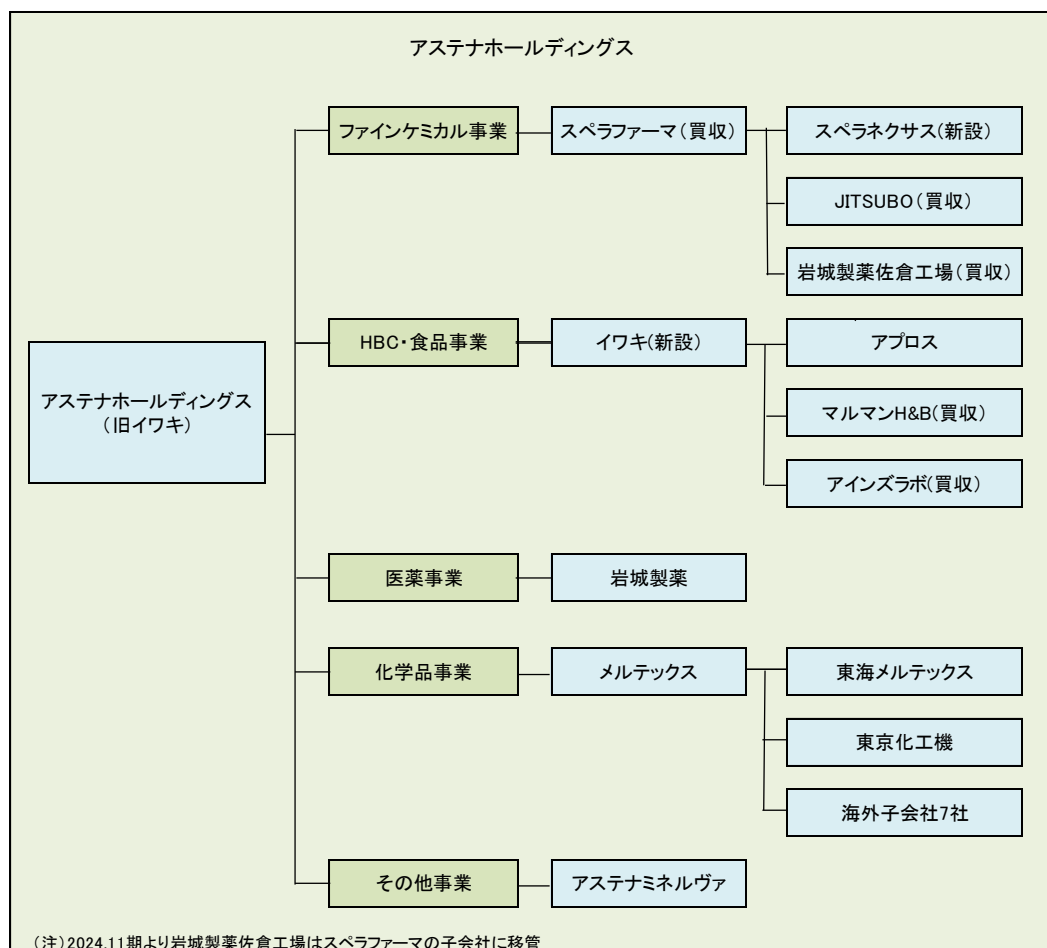 アステナホールディングス
ファインケミカル事業
スペラファーマ(買収)
スペラネクサス(新設)
JITSUBO(買収)
岩城製薬佐倉工場(買収)
アステナホールディングス
(旧イワキ)
HBC・食品事業
イワキ(新設)
アプロス
マルマンH&B(買収)
アインズラボ(買収)
医薬事業
岩城製薬
化学品事業
メルテックス
東海メルテックス
東京化工機
海外子会社7社
その他事業
アステナミネルヴァ
(注)2024.11期より岩城製薬佐倉工場はスペラファーマの子会社に移管